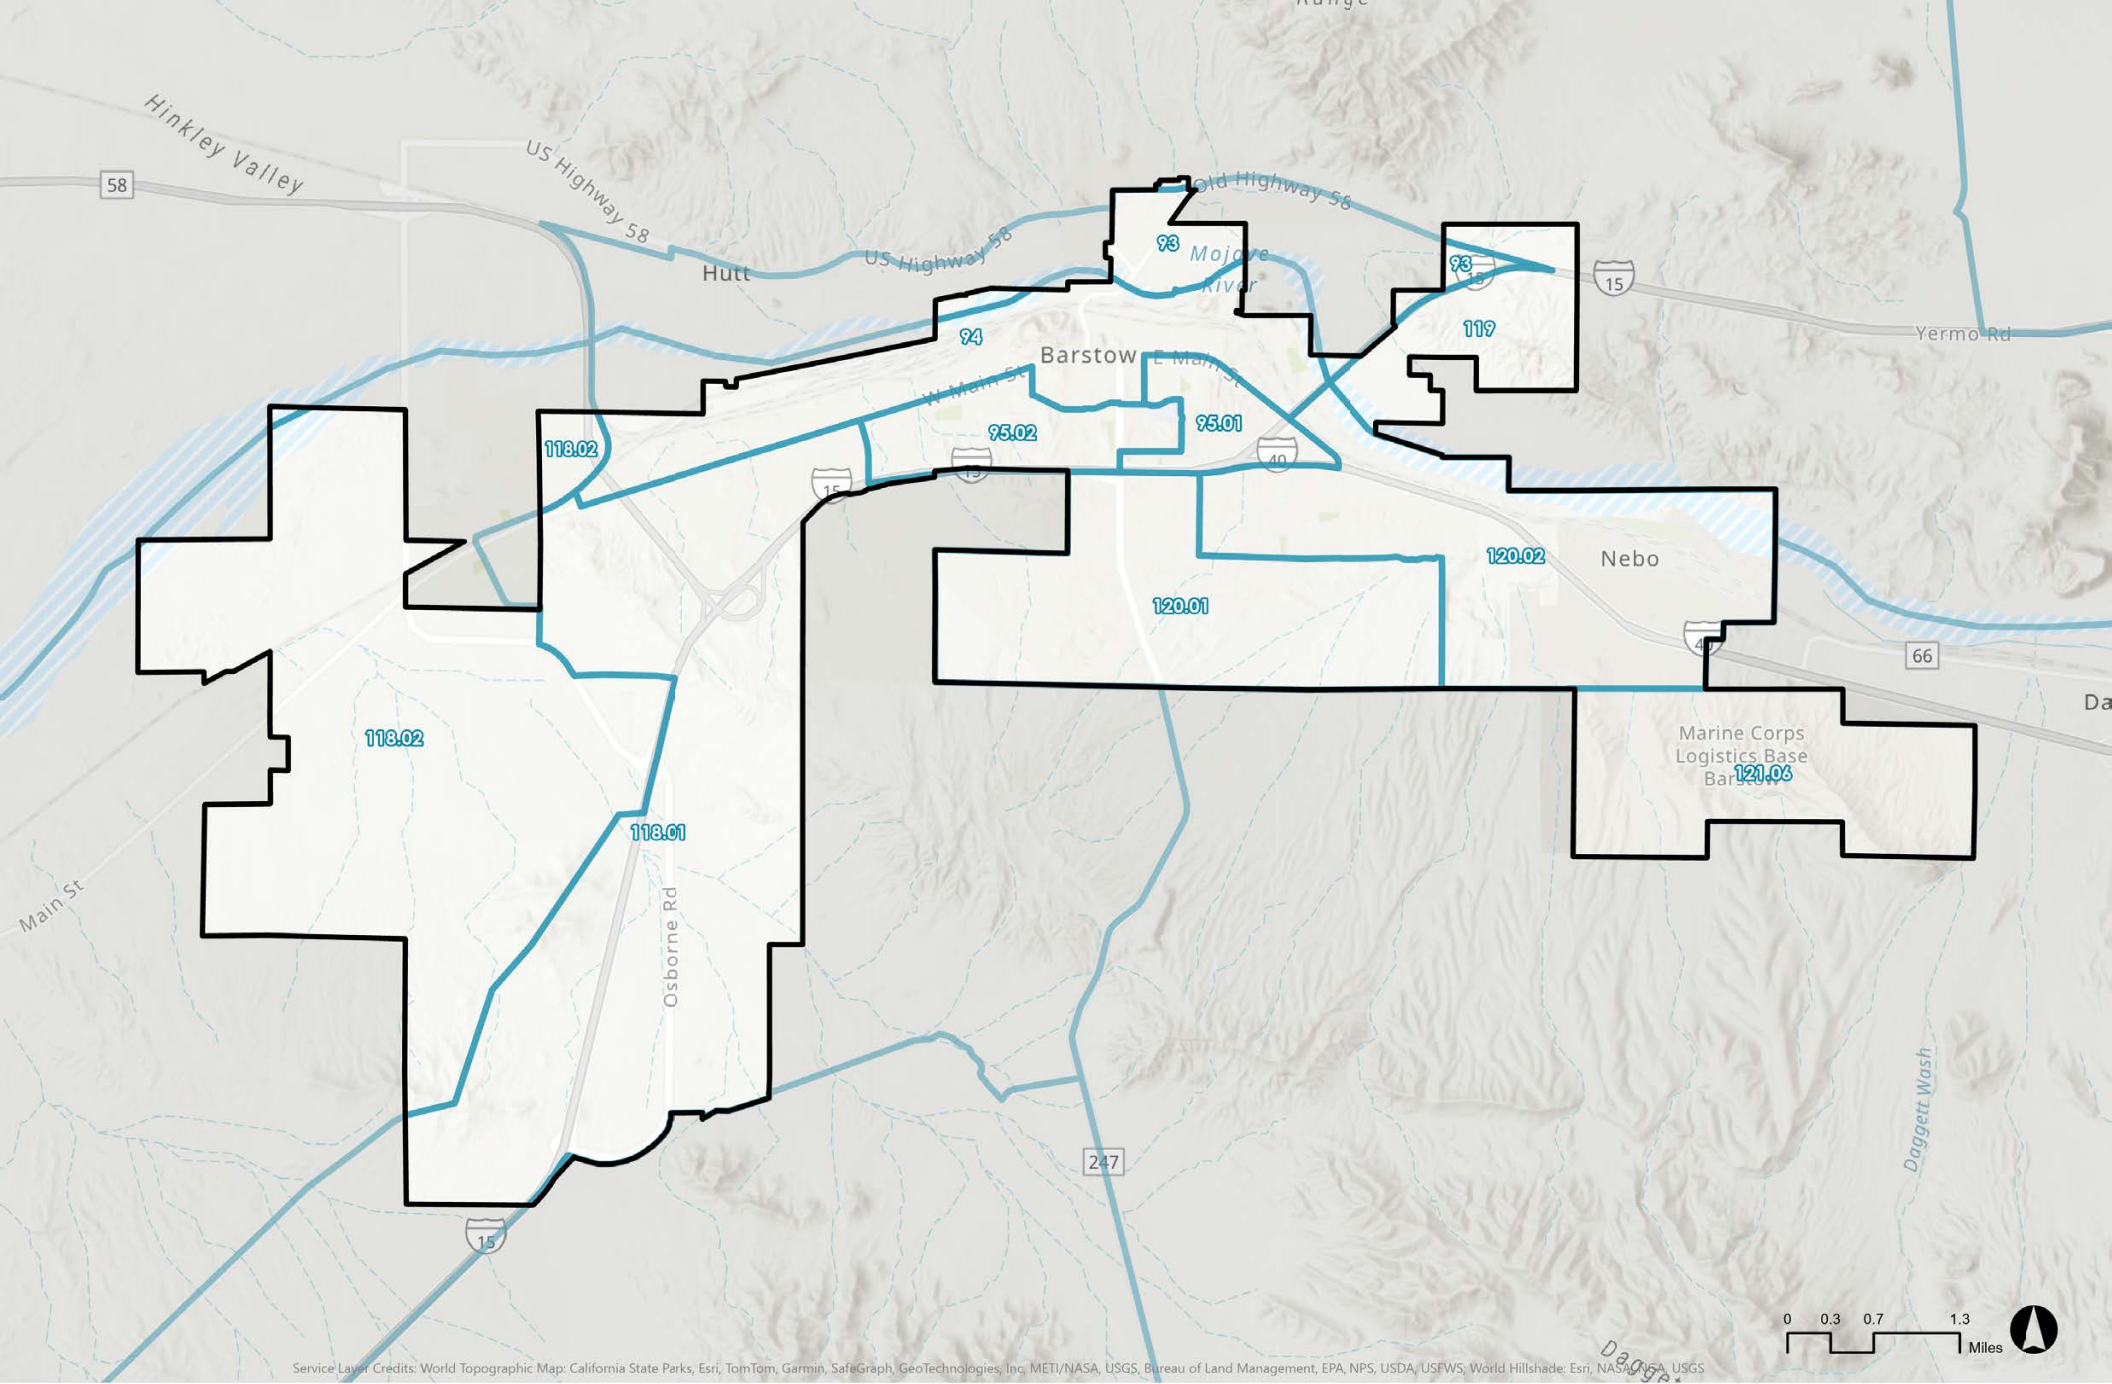 Range
Hinkley Valley
58
US Highway 58
Old Highway 58
US Highway 58
93
Mojave
River
93
15
15
Hutt
119
Yermo Rd
94
Barstow
E Main St
W Main St
118.02
95.02
95.01
15
15
40
120.02
Nebo
120.01
40
66
Da
118.02
Marine Corps
Logistics Base
Barstow
121.06
118.01
Main St
Osborne Rd
Daggett Wash
247
15
0 0.3 0.7 1.3
Miles
Dagget
Service Layer Credits: World Topographic Map: California State Parks, Esri, TomTom, Garmin, SafeGraph, GeoTechnologies, Inc, METI/NASA, USGS, Bureau of Land Management, EPA, NPS, USDA, USFWS; World Hillshade: Esri, NASA, NGA, USGS